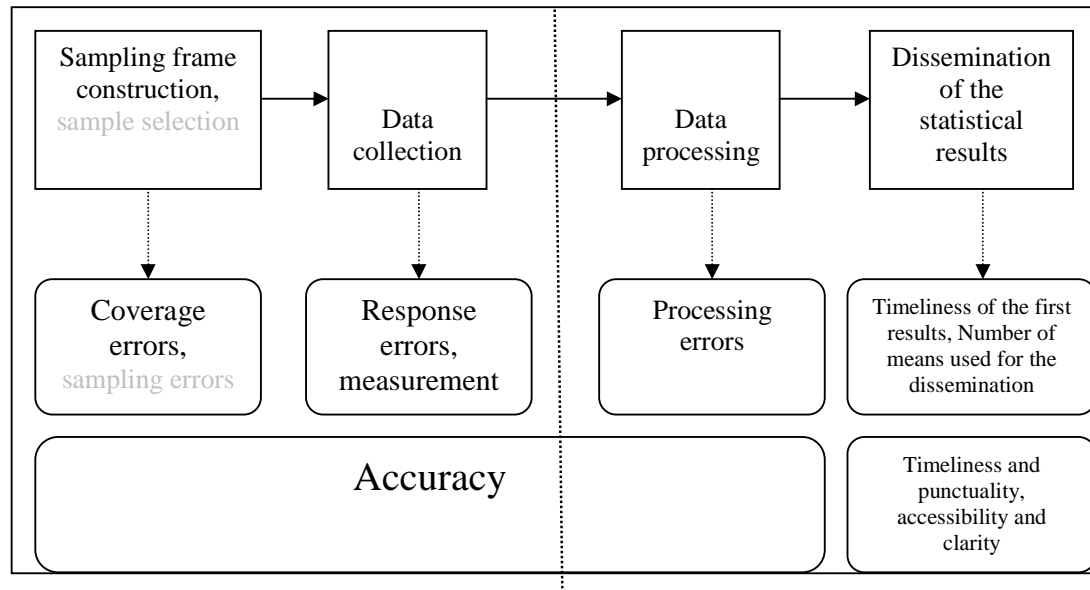 Sampling frame
construction,
sample selection
Data
collection
Data
processing
Dissemination
of the
statistical
results
Coverage
errors,
sampling errors
Response
errors,
measurement
Processing
errors
Timeliness of the first
results, Number of
means used for the
dissemination
Accuracy
Timeliness and
punctuality,
accessibility and
clarity